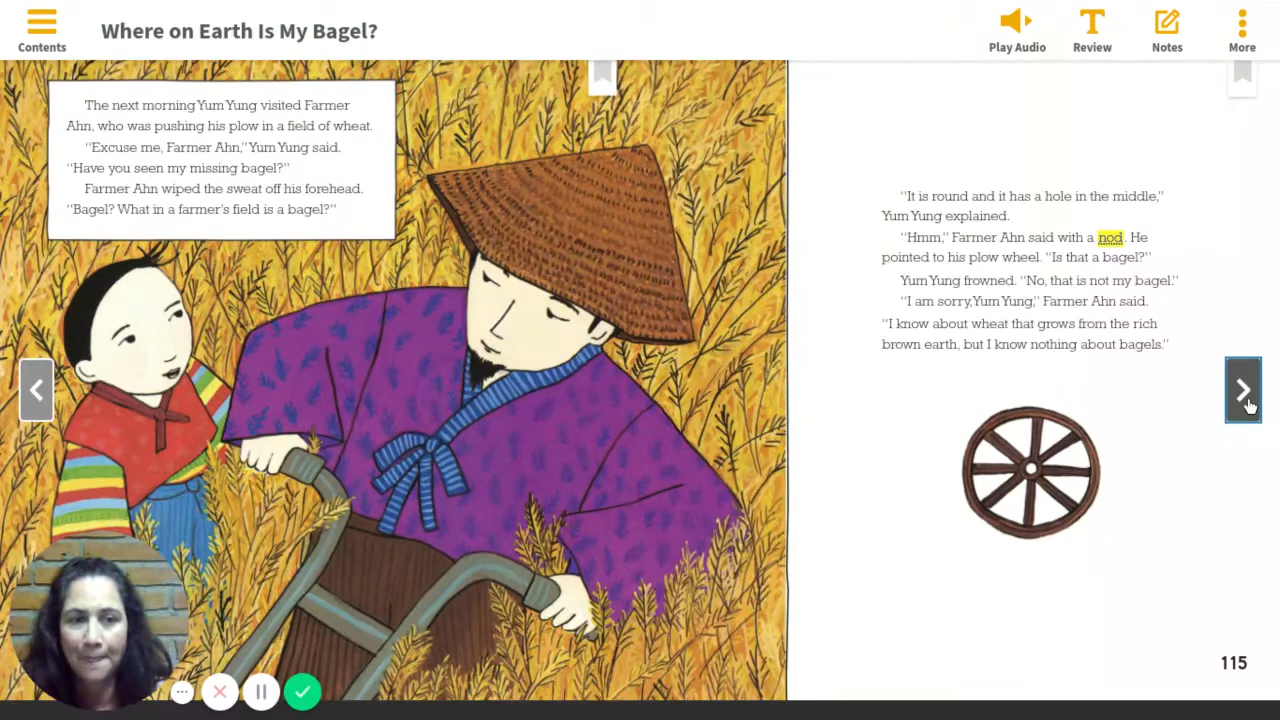 Contents
Where on Earth Is My Bagel?
Play Audio
Review
Notes
More
The next morning Yum Yung visited Farmer
Ahn, who was pushing his plow in a field of wheat.
“Excuse me, Farmer Ahn,” Yum Yung said.
“Have you seen my missing bagel?”
Farmer Ahn wiped the sweat off his forehead.
“Bagel? What in a farmer’s field is a bagel?”
“It is round and it has a hole in the middle,”
Yum Yung explained.
“Hmm,” Farmer Ahn said with a nod. He
pointed to his plow wheel. “Is that a bagel?”
Yum Yung frowned. “No, that is not my bagel.”
“I am sorry, Yum Yung,” Farmer Ahn said.
“I know about wheat that grows from the rich
brown earth, but I know nothing about bagels.”
115